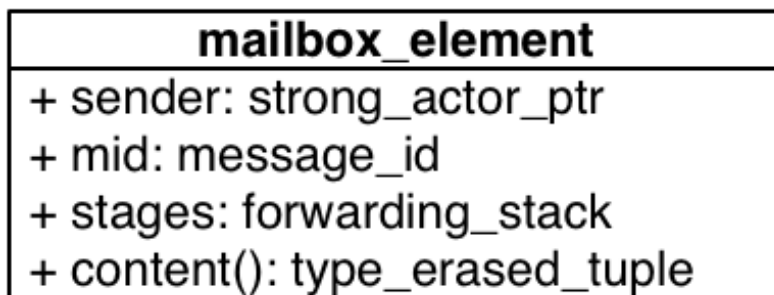 mailbox_element
+ sender: strong_actor_ptr
+ mid: message_id
+ stages: forwarding_stack
+ content(): type_erased_tuple